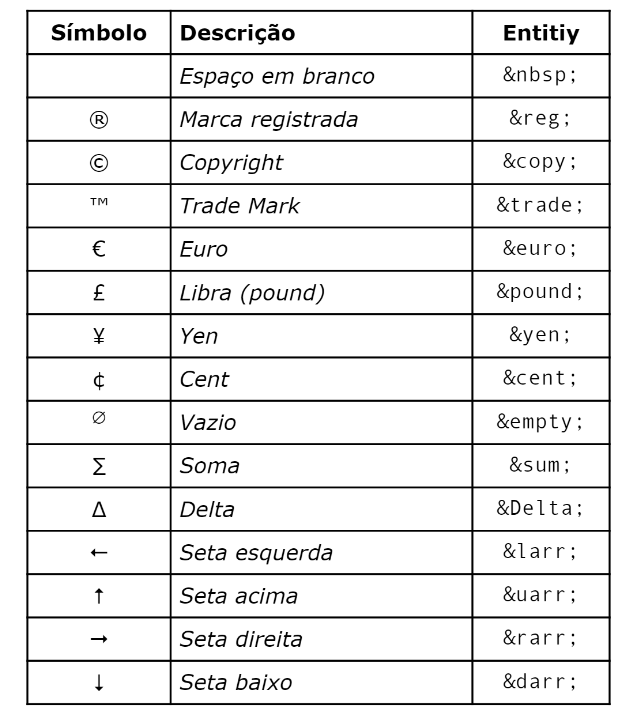 Símbolo Descrição Entitiy
Espaço em branco &nbsp;
® Marca registrada &reg;
© Copyright &copy;
™ Trade Mark &trade;
€ Euro &euro;
£ Libra (pound) &pound;
¥ Yen &yen;
¢ Cent &cent;
∅ Vazio &empty;
∑ Soma &sum;
Δ Delta &Delta;
← Seta esquerda &larr;
↑ Seta acima &uarr;
→ Seta direita &rarr;
↓ Seta baixo &darr;